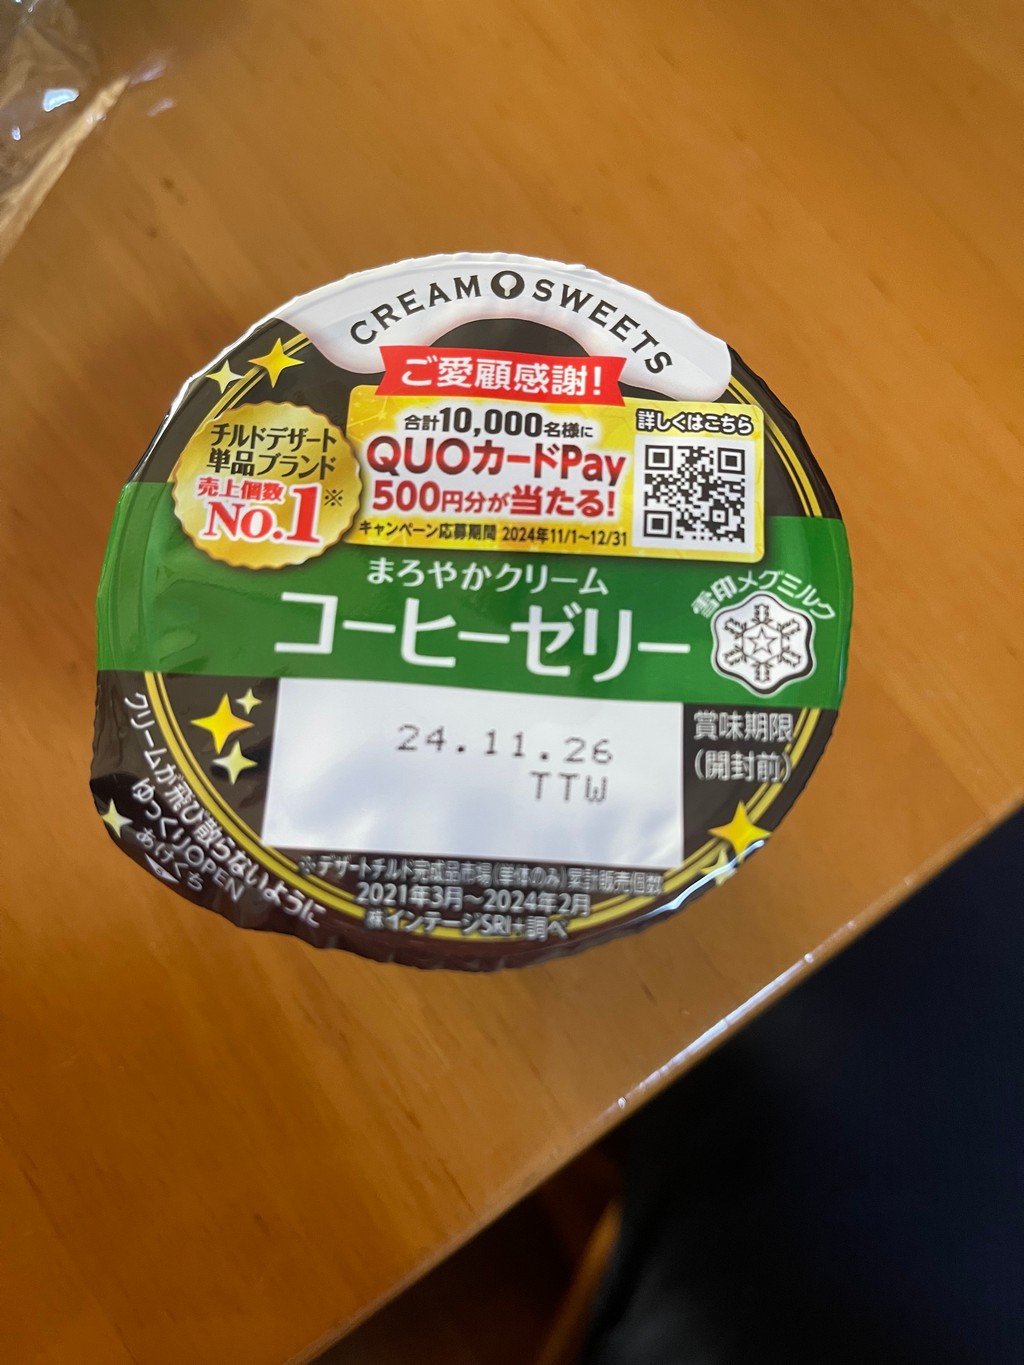 CREAM SWEETS
ご愛顧感謝!
合計10,000名様に
QUOカードPay
500円分が当たる!
キャンペーン応募期間 2024年11/1~12/31
詳しくはこちら
チルドデザート
単品ブランド
売上個数
No.1※
まろやかクリーム
コーヒーゼリー
雪印メグミルク
24.11.26
TTW
賞味期限
(開封前)
クリームが飛び散らないように
ゆっくりOPEN
あけくち
※デザートチルド完成品市場(単体のみ)累計販売個数
2021年3月~2024年2月
㈱インテージSRI+調べ